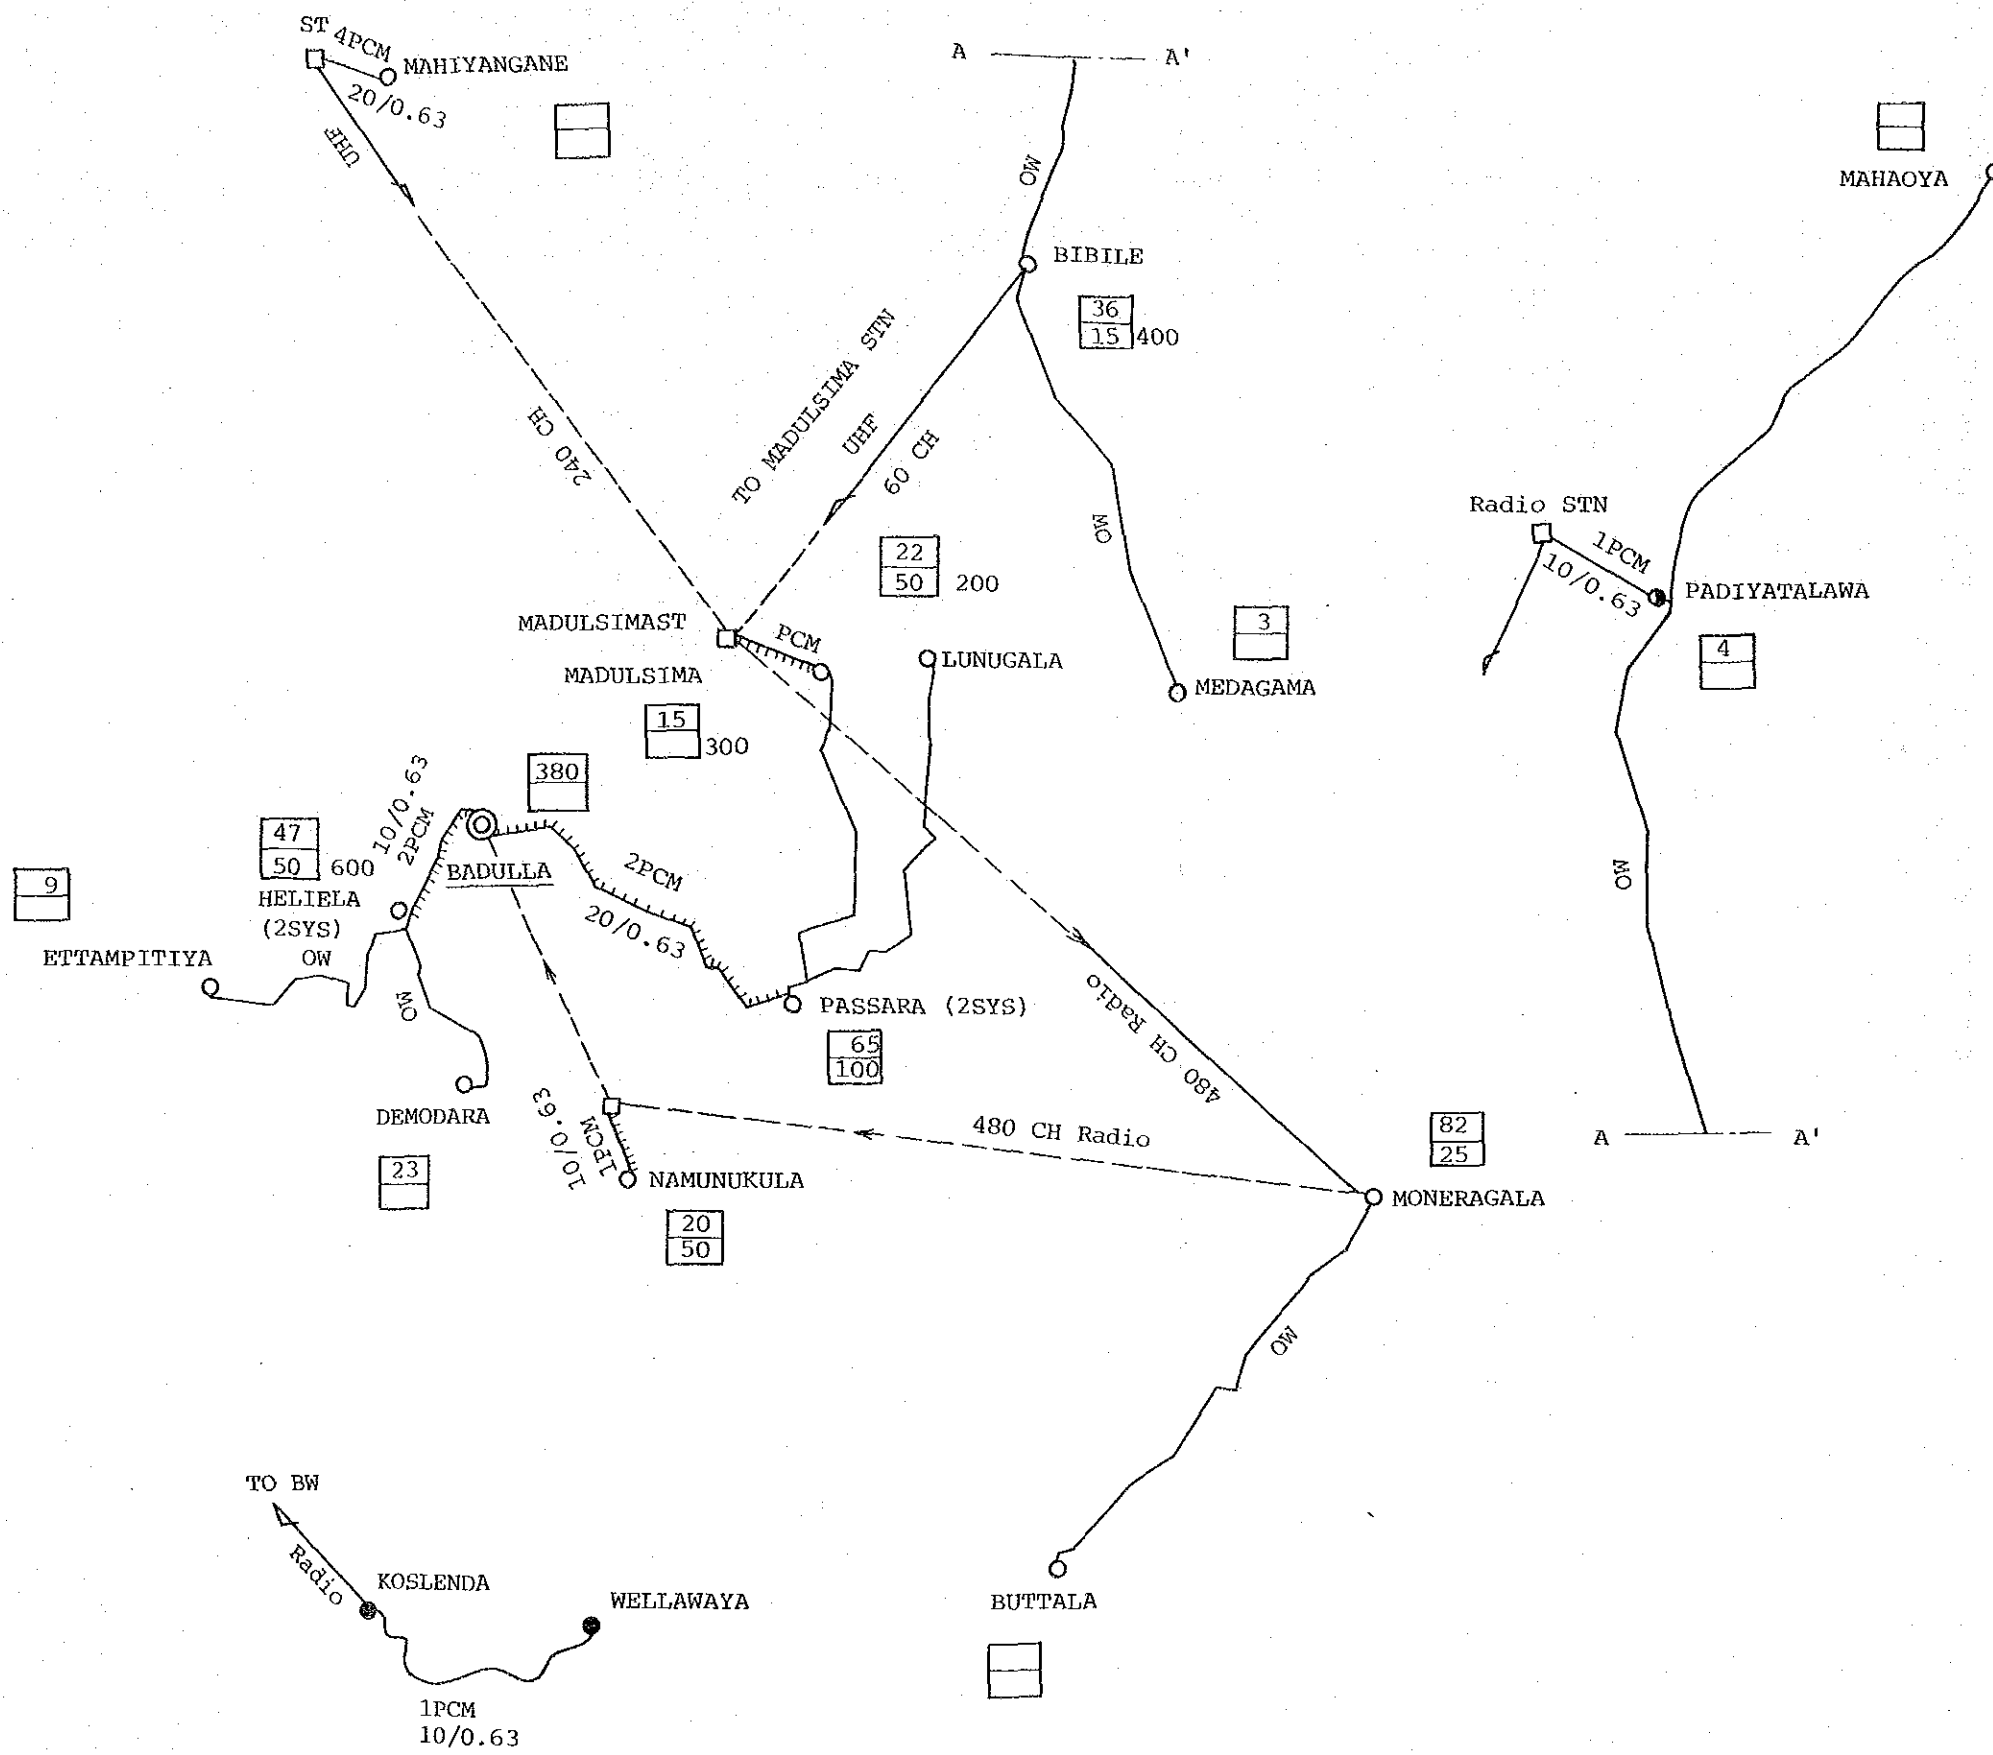 ST 4PCM
MAHIYANGANE
20/0.63
UHF
240 CH
A
A'
OW
BIBILE
36
15 400
TO MADULSIMA STN
UHF
60 CH
OW
MAHAOYA
Radio STN
1PCM
10/0.63
PADIYATALAWA
4
22
50 200
MADULSIMAST
PCM
LUNUGALA
3
MEDAGAMA
MADULSIMA
15
300
380
10/0.63
2PCM
47
50 600
BADULLA
9
HELIELA
(2SYS)
OW
ETTAMPITIYA
2PCM
20/0.63
OW
OW
PASSARA (2SYS)
65
100
480 CH Radio
DEMODARA
23
10/0.63
1PCM
NAMUNUKULA
20
50
480 CH Radio
82
25
MONERAGALA
A
A'
OW
TO BW
Radio
KOSLENDA
WELLAWAYA
1PCM
10/0.63
BUTTALA